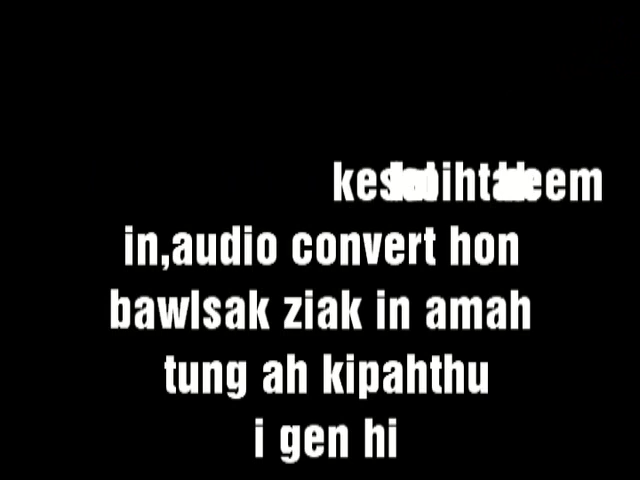 in,audio convert hon
bawlsak ziak in amah
tung ah kipahthu
i gen hi